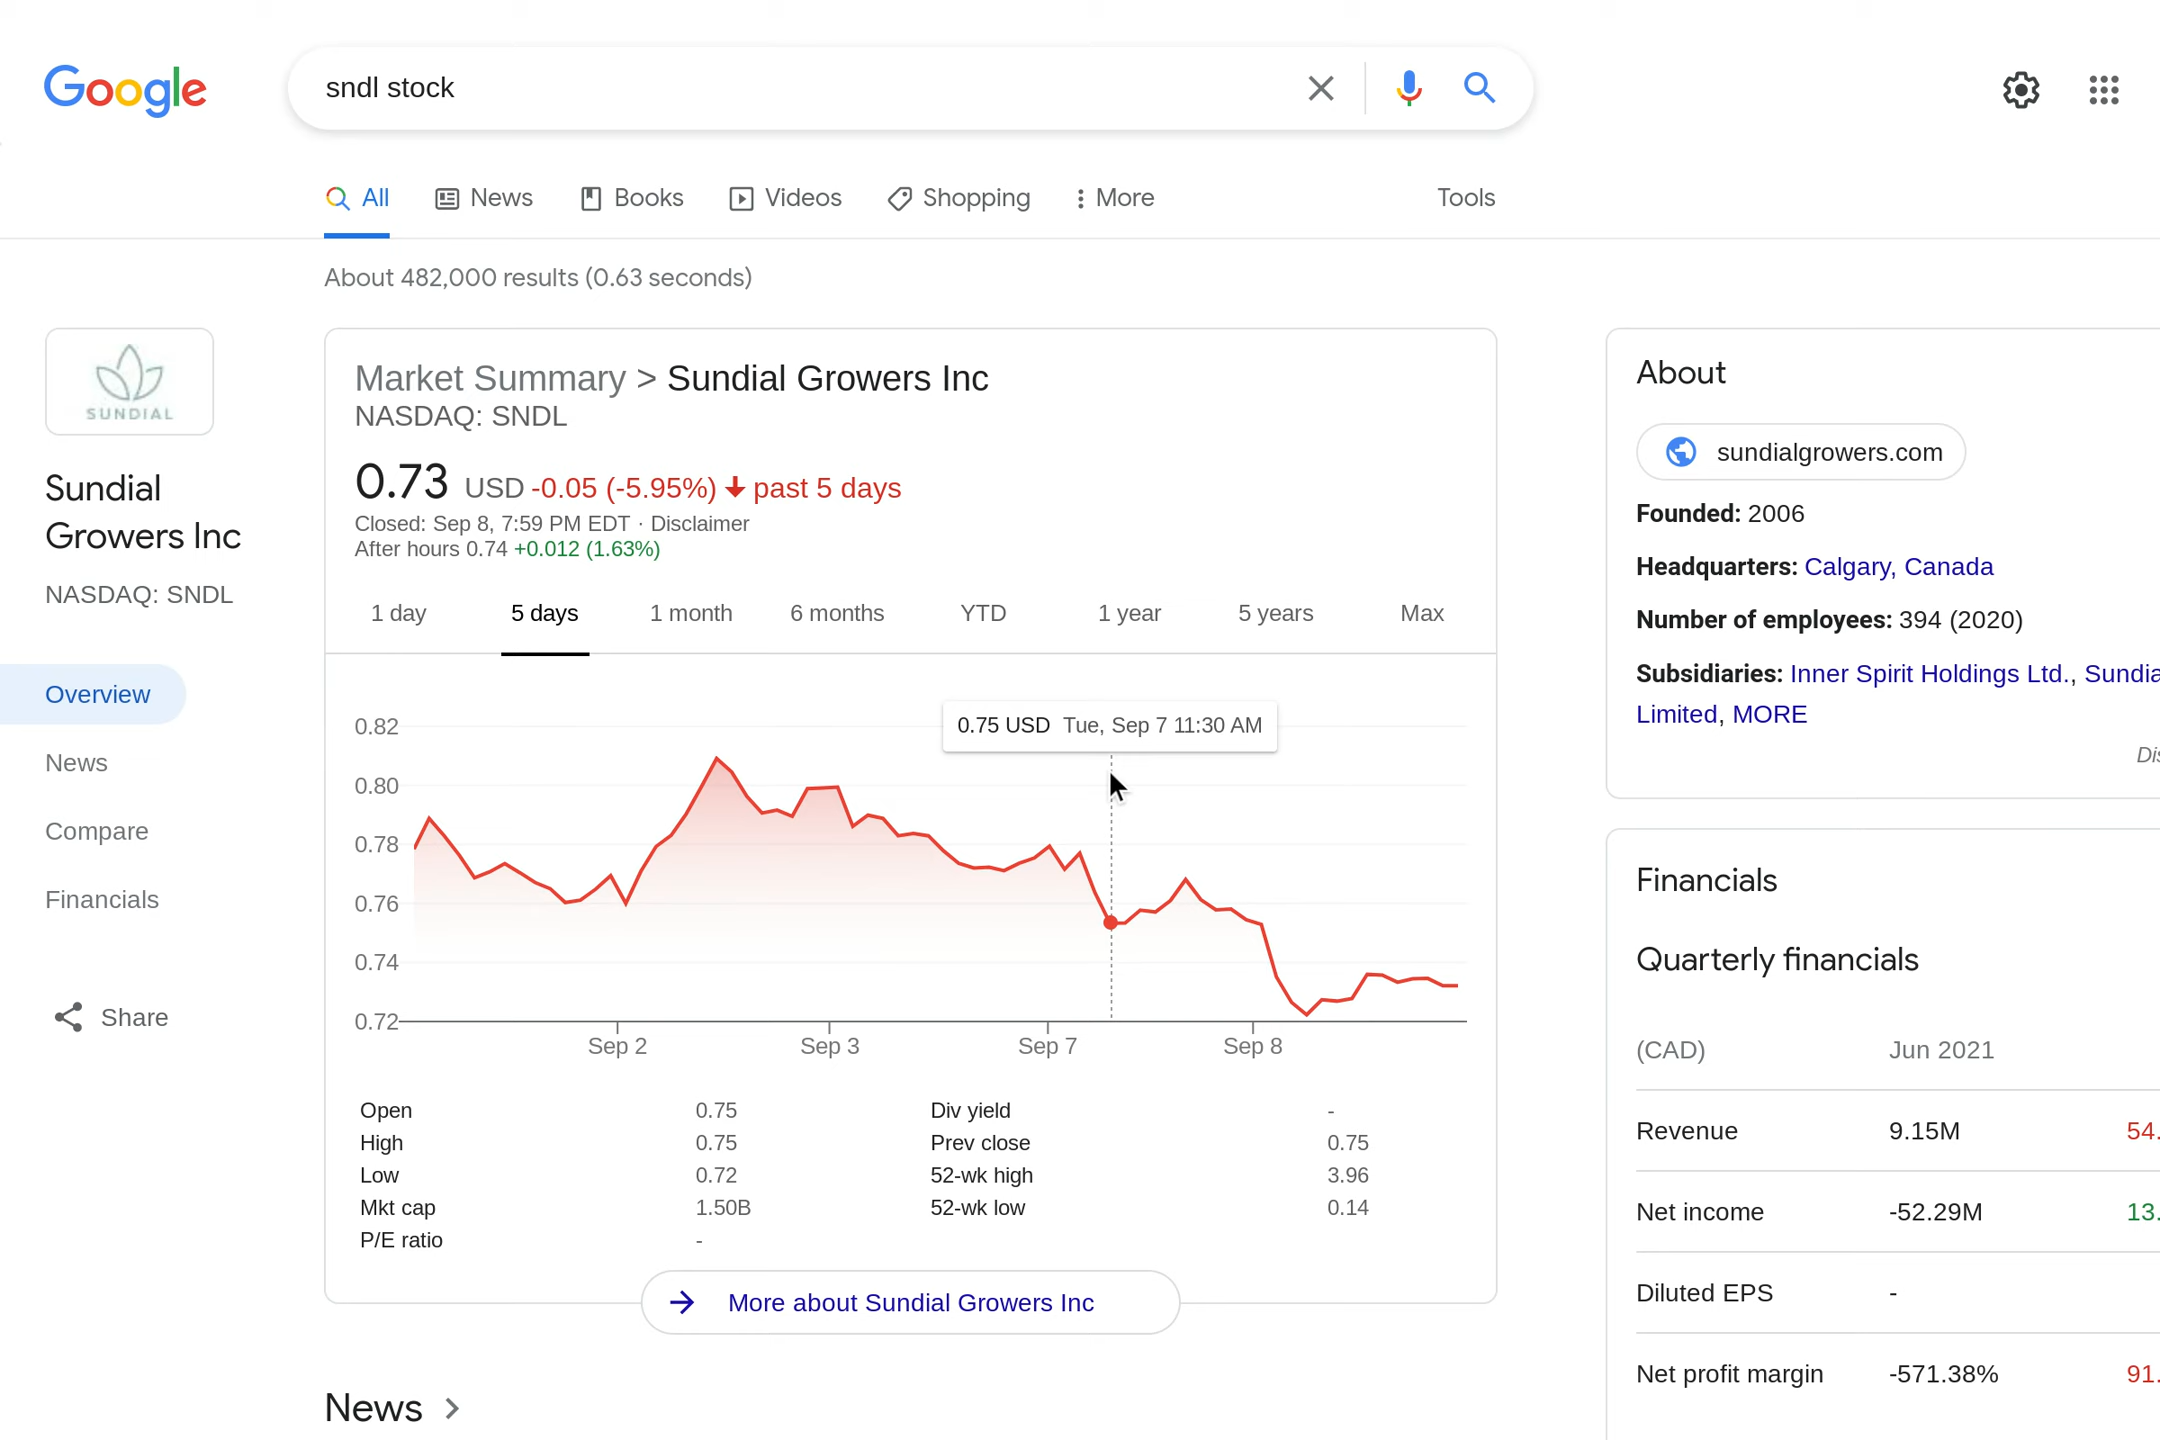 Google
sndl stock
All
News
Books
Videos
Shopping
More
Tools
About 482,000 results (0.63 seconds)
SUNDIAL
Sundial
Growers Inc
NASDAQ: SNDL
Overview
News
Compare
Financials
Share
Market Summary > Sundial Growers Inc
NASDAQ: SNDL
0.73 USD -0.05 (-5.95%) past 5 days
Closed: Sep 8, 7:59 PM EDT · Disclaimer
After hours 0.74 +0.012 (1.63%)
1 day
5 days
1 month
6 months
YTD
1 year
5 years
Max
0.75 USD Tue, Sep 7 11:30 AM
0.82
0.80
0.78
0.76
0.74
0.72
Sep 2
Sep 3
Sep 7
Sep 8
Open 0.75 Div yield -
High 0.75 Prev close 0.75
Low 0.72 52-wk high 3.96
Mkt cap 1.50B 52-wk low 0.14
P/E ratio -
More about Sundial Growers Inc
News
About
sundialgrowers.com
Founded: 2006
Headquarters: Calgary, Canada
Number of employees: 394 (2020)
Subsidiaries: Inner Spirit Holdings Ltd., Sundia
Limited, MORE
Dis
Financials
Quarterly financials
(CAD) Jun 2021
Revenue 9.15M 54.
Net income -52.29M 13.
Diluted EPS -
Net profit margin -571.38% 91.